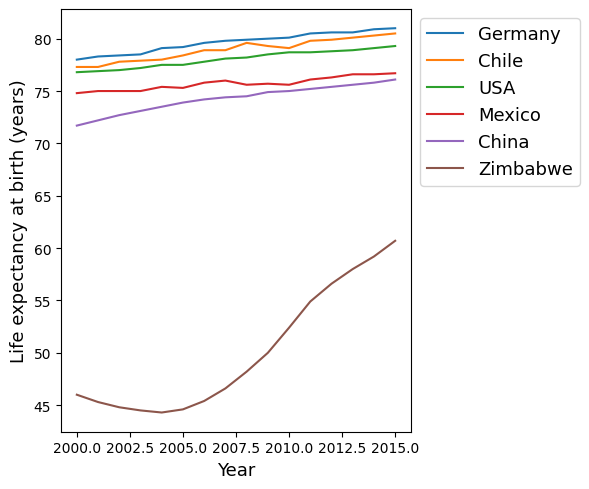 Life expectancy at birth (years)
80
75
70
65
60
55
50
45
2000.0 2002.5 2005.0 2007.5 2010.0 2012.5 2015.0
Year
Germany
Chile
USA
Mexico
China
Zimbabwe